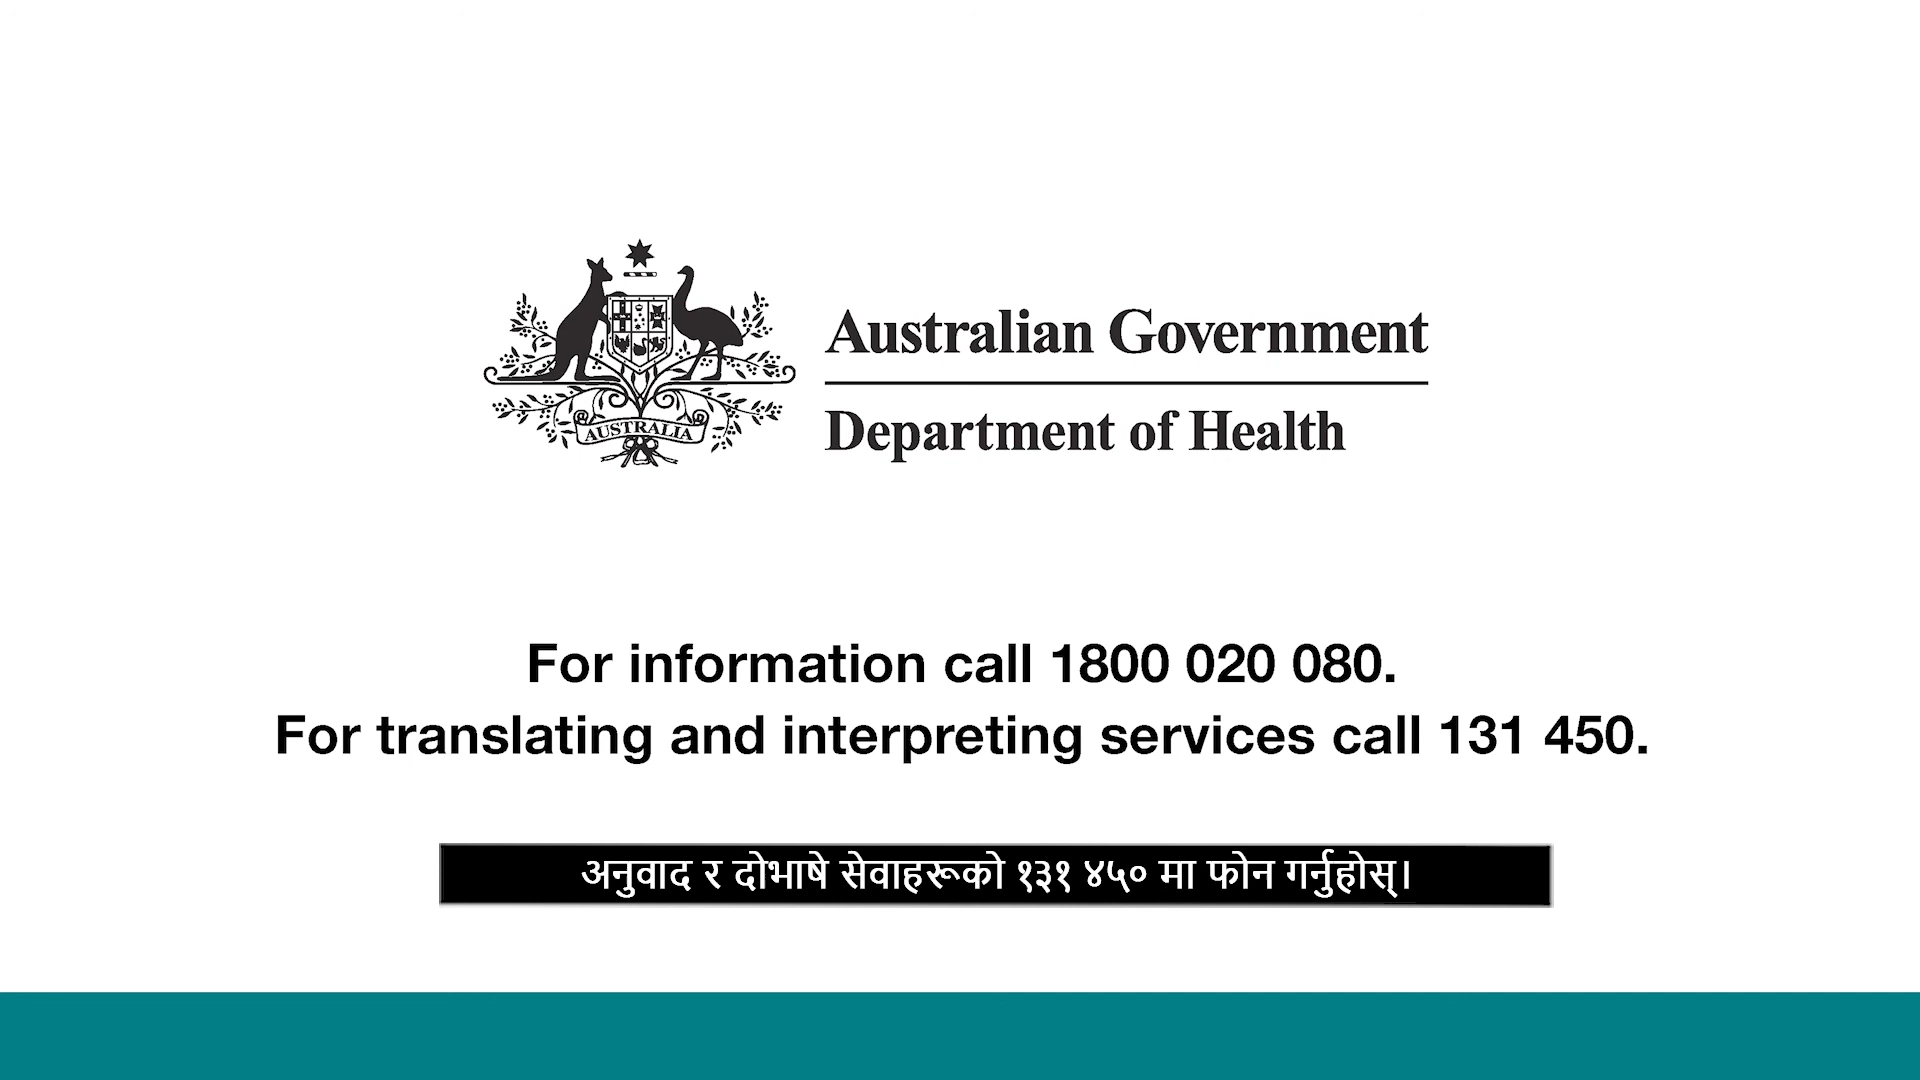 AUSTRALIA
Australian Government
Department of Health
For information call 1800 020 080.
For translating and interpreting services call 131 450.
अनुवाद र दोभाषे सेवाहरूको १३१ ४५० मा फोन गर्नुहोस्।